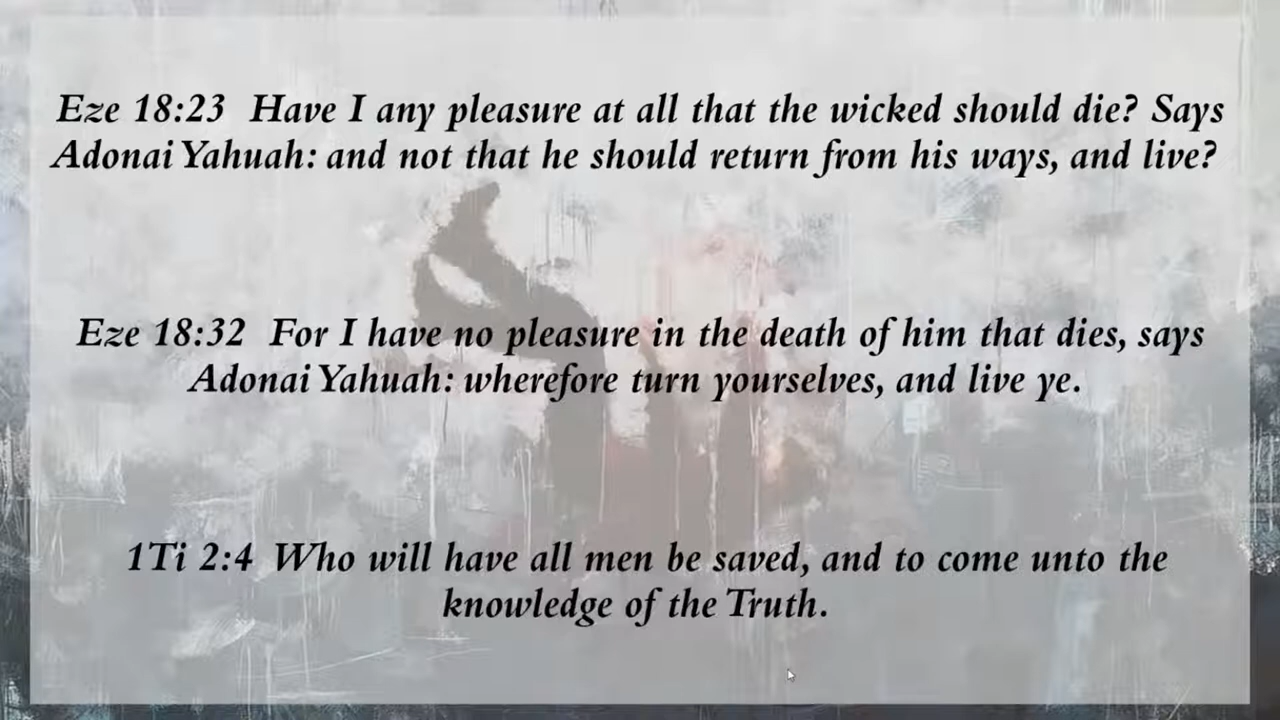 Eze 18:23 Have I any pleasure at all that the wicked should die? Says
Adonai Yahuah: and not that he should return from his ways, and live?
Eze 18:32 For I have no pleasure in the death of him that dies, says
Adonai Yahuah: wherefore turn yourselves, and live ye.
1Ti 2:4 Who will have all men be saved, and to come unto the
knowledge of the Truth.